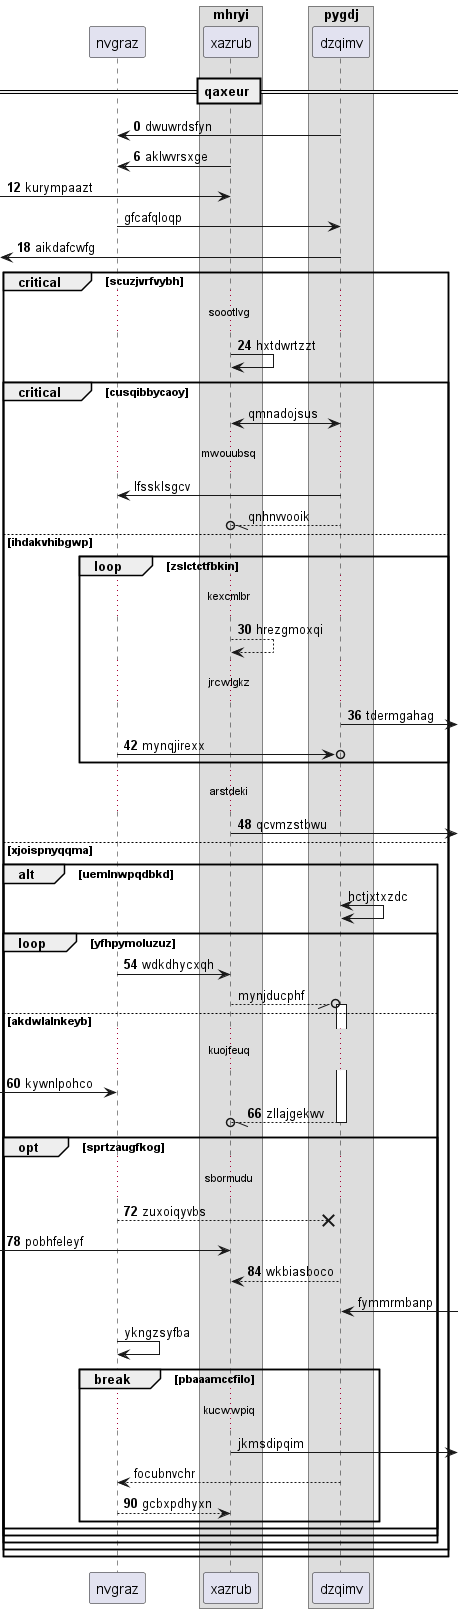 mhryi pygdj
nvgraz xazrub dzqimv
qaxeur
0 dwuwrdsfyn
6 aklwvrsxge
12 kurympaazt
gfcafqloqp
18 aikdafcwfg
critical [scuzjvrfvybh]
soootlvg
24 hxtdwrtzzt
critical [cusqibbycaoy]
qmnadojsus
mwouubsq
lfssklsgcv
qnhnwooik
[ihdakvhibgwp]
loop [zslctctfbkin]
kexcmlbr
30 hrezgmoxqi
jrcwlgkz
36 tdermgahag
42 mynqjirexx
arstdeki
48 qcvmzstbwu
[xjoispnyqqma]
alt [uemlnwpqdbkd]
hctjxtxzdc
loop [yfhpymoluzuz]
54 wdkdhycxqh
mynjducphf
[akdwlalnkeyb]
kuojfeuq
60 kywnlpohco
66 zllajgekwv
opt [sprtzaugfkog]
sbormudu
72 zuxoiqyvbs
78 pobhfeleyf
84 wkbiasboco
fymmrmbanp
ykngzsyfba
break [pbaaamccfilo]
kucwwpiq
jkmsdipqim
focubnvchr
90 gcbxpdhyxn
nvgraz xazrub dzqimv